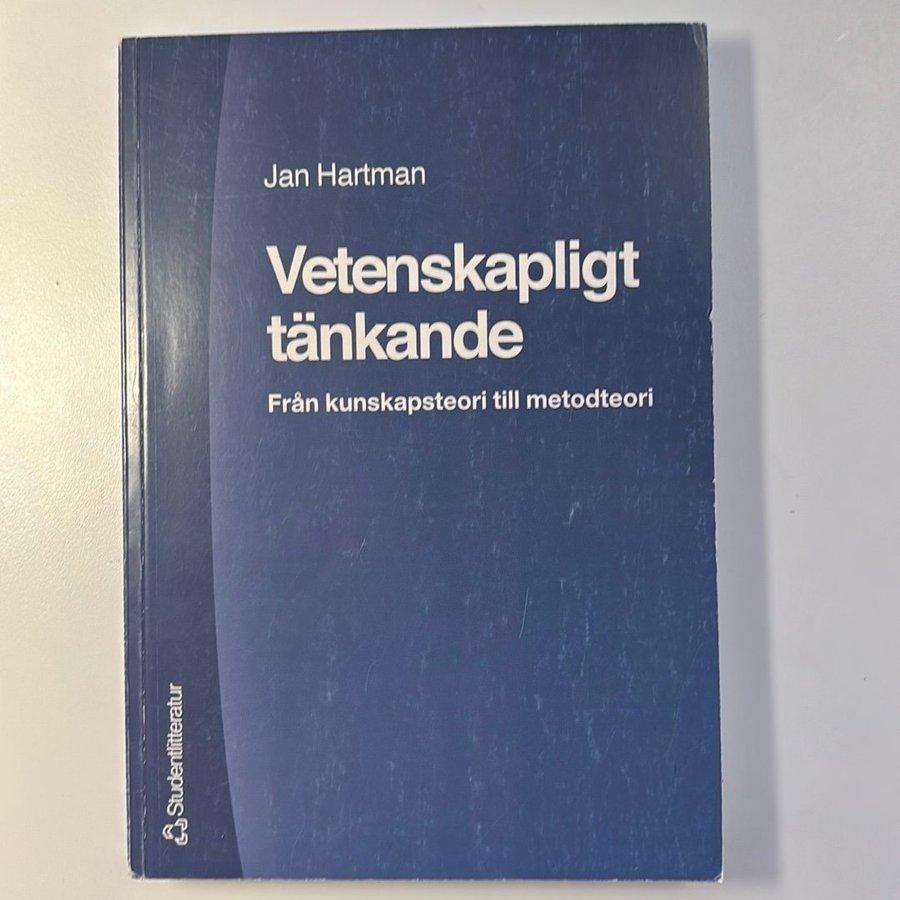 Jan Hartman
Vetenskapligt
tänkande
Från kunskapsteori till metodteori
Studentlitteratur